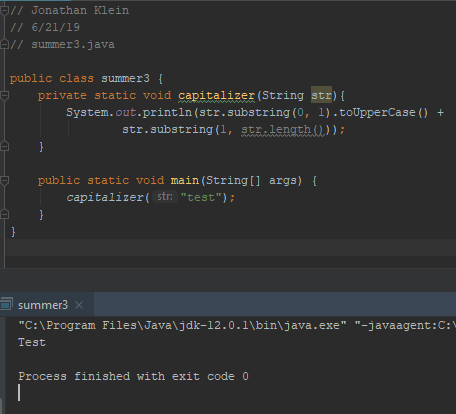 // Jonathan Klein
// 6/21/19
// summer3.java
public class summer3 {
private static void capitalizer(String str){
System.out.println(str.substring(0, 1).toUpperCase() +
str.substring(1, str.length()));
}
public static void main(String[] args) {
capitalizer( str: "test");
}
}
summer3 ×
"C:\Program Files\Java\jdk-12.0.1\bin\java.exe" "-javaagent:C:\
Test
Process finished with exit code 0